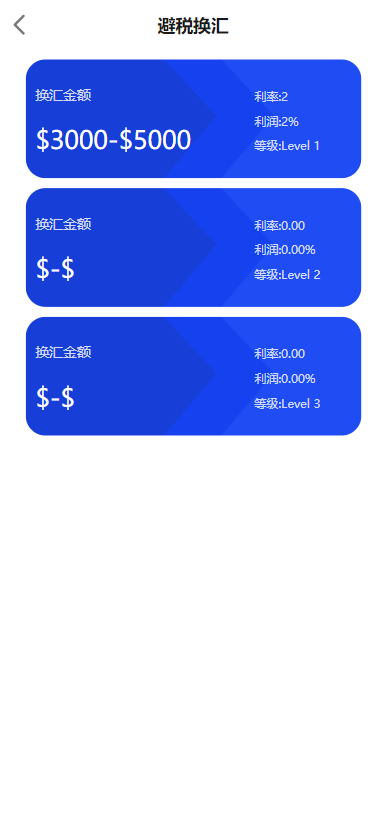 避税换汇
换汇金额
$3000-$5000
利率:2
利润:2%
等级:Level 1
换汇金额
$-$
利率:0.00
利润:0.00%
等级:Level 2
换汇金额
$-$
利率:0.00
利润:0.00%
等级:Level 3